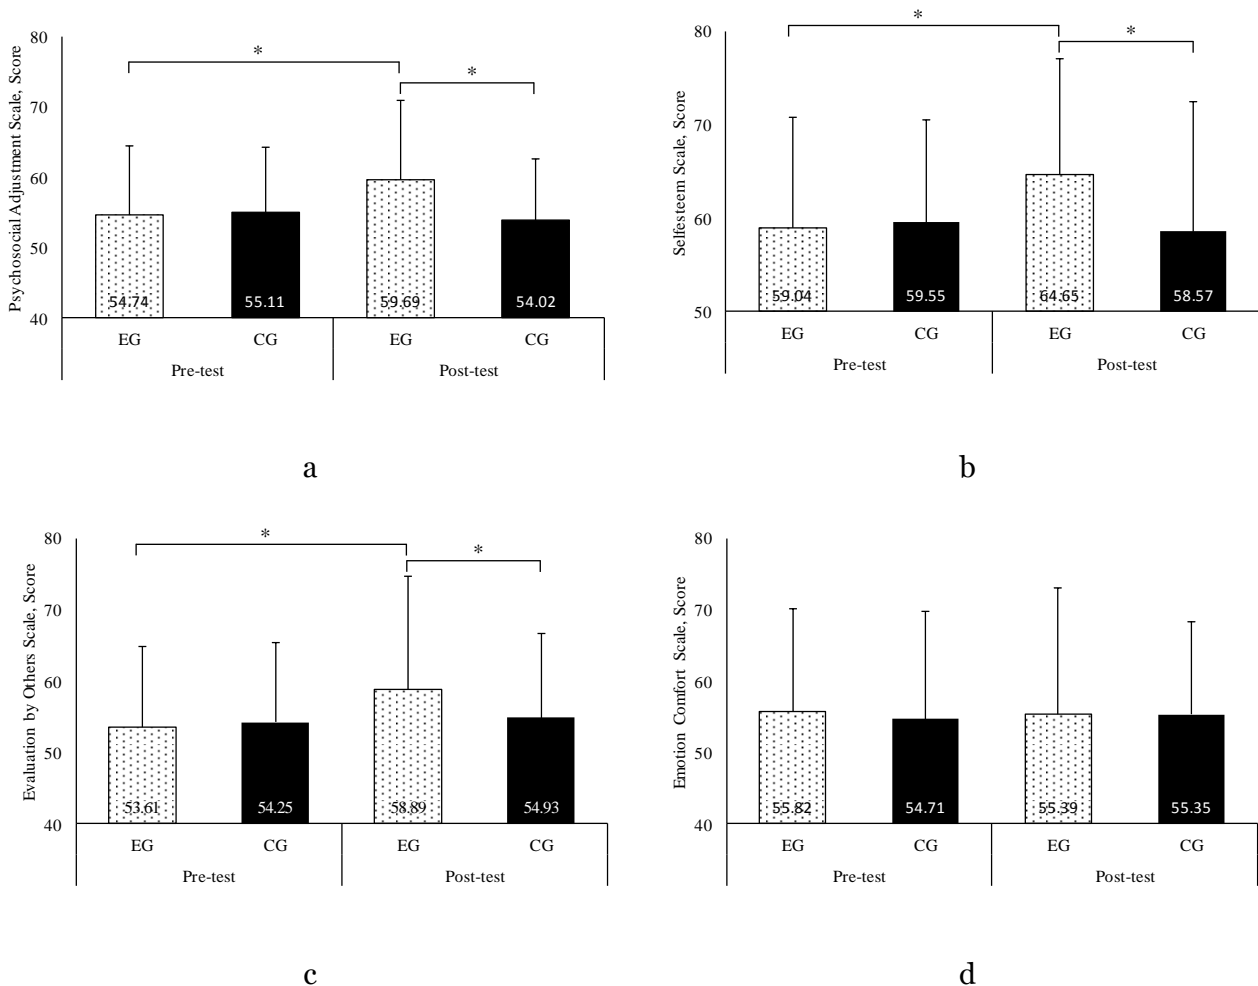 Psychosocial Adjustment Scale, Score
80
70
60
50
40
*
*
54.74
55.11
59.69
54.02
EG
CG
EG
CG
Pre-test
Post-test
a
Selfesteem Scale, Score
80
70
60
50
*
*
59.04
59.55
64.65
58.57
EG
CG
EG
CG
Pre-test
Post-test
b
Evaluation by Others Scale, Score
80
70
60
50
40
*
*
53.61
54.25
58.89
54.93
EG
CG
EG
CG
Pre-test
Post-test
c
Emotion Comfort Scale, Score
80
70
60
50
40
55.82
54.71
55.39
55.35
EG
CG
EG
CG
Pre-test
Post-test
d